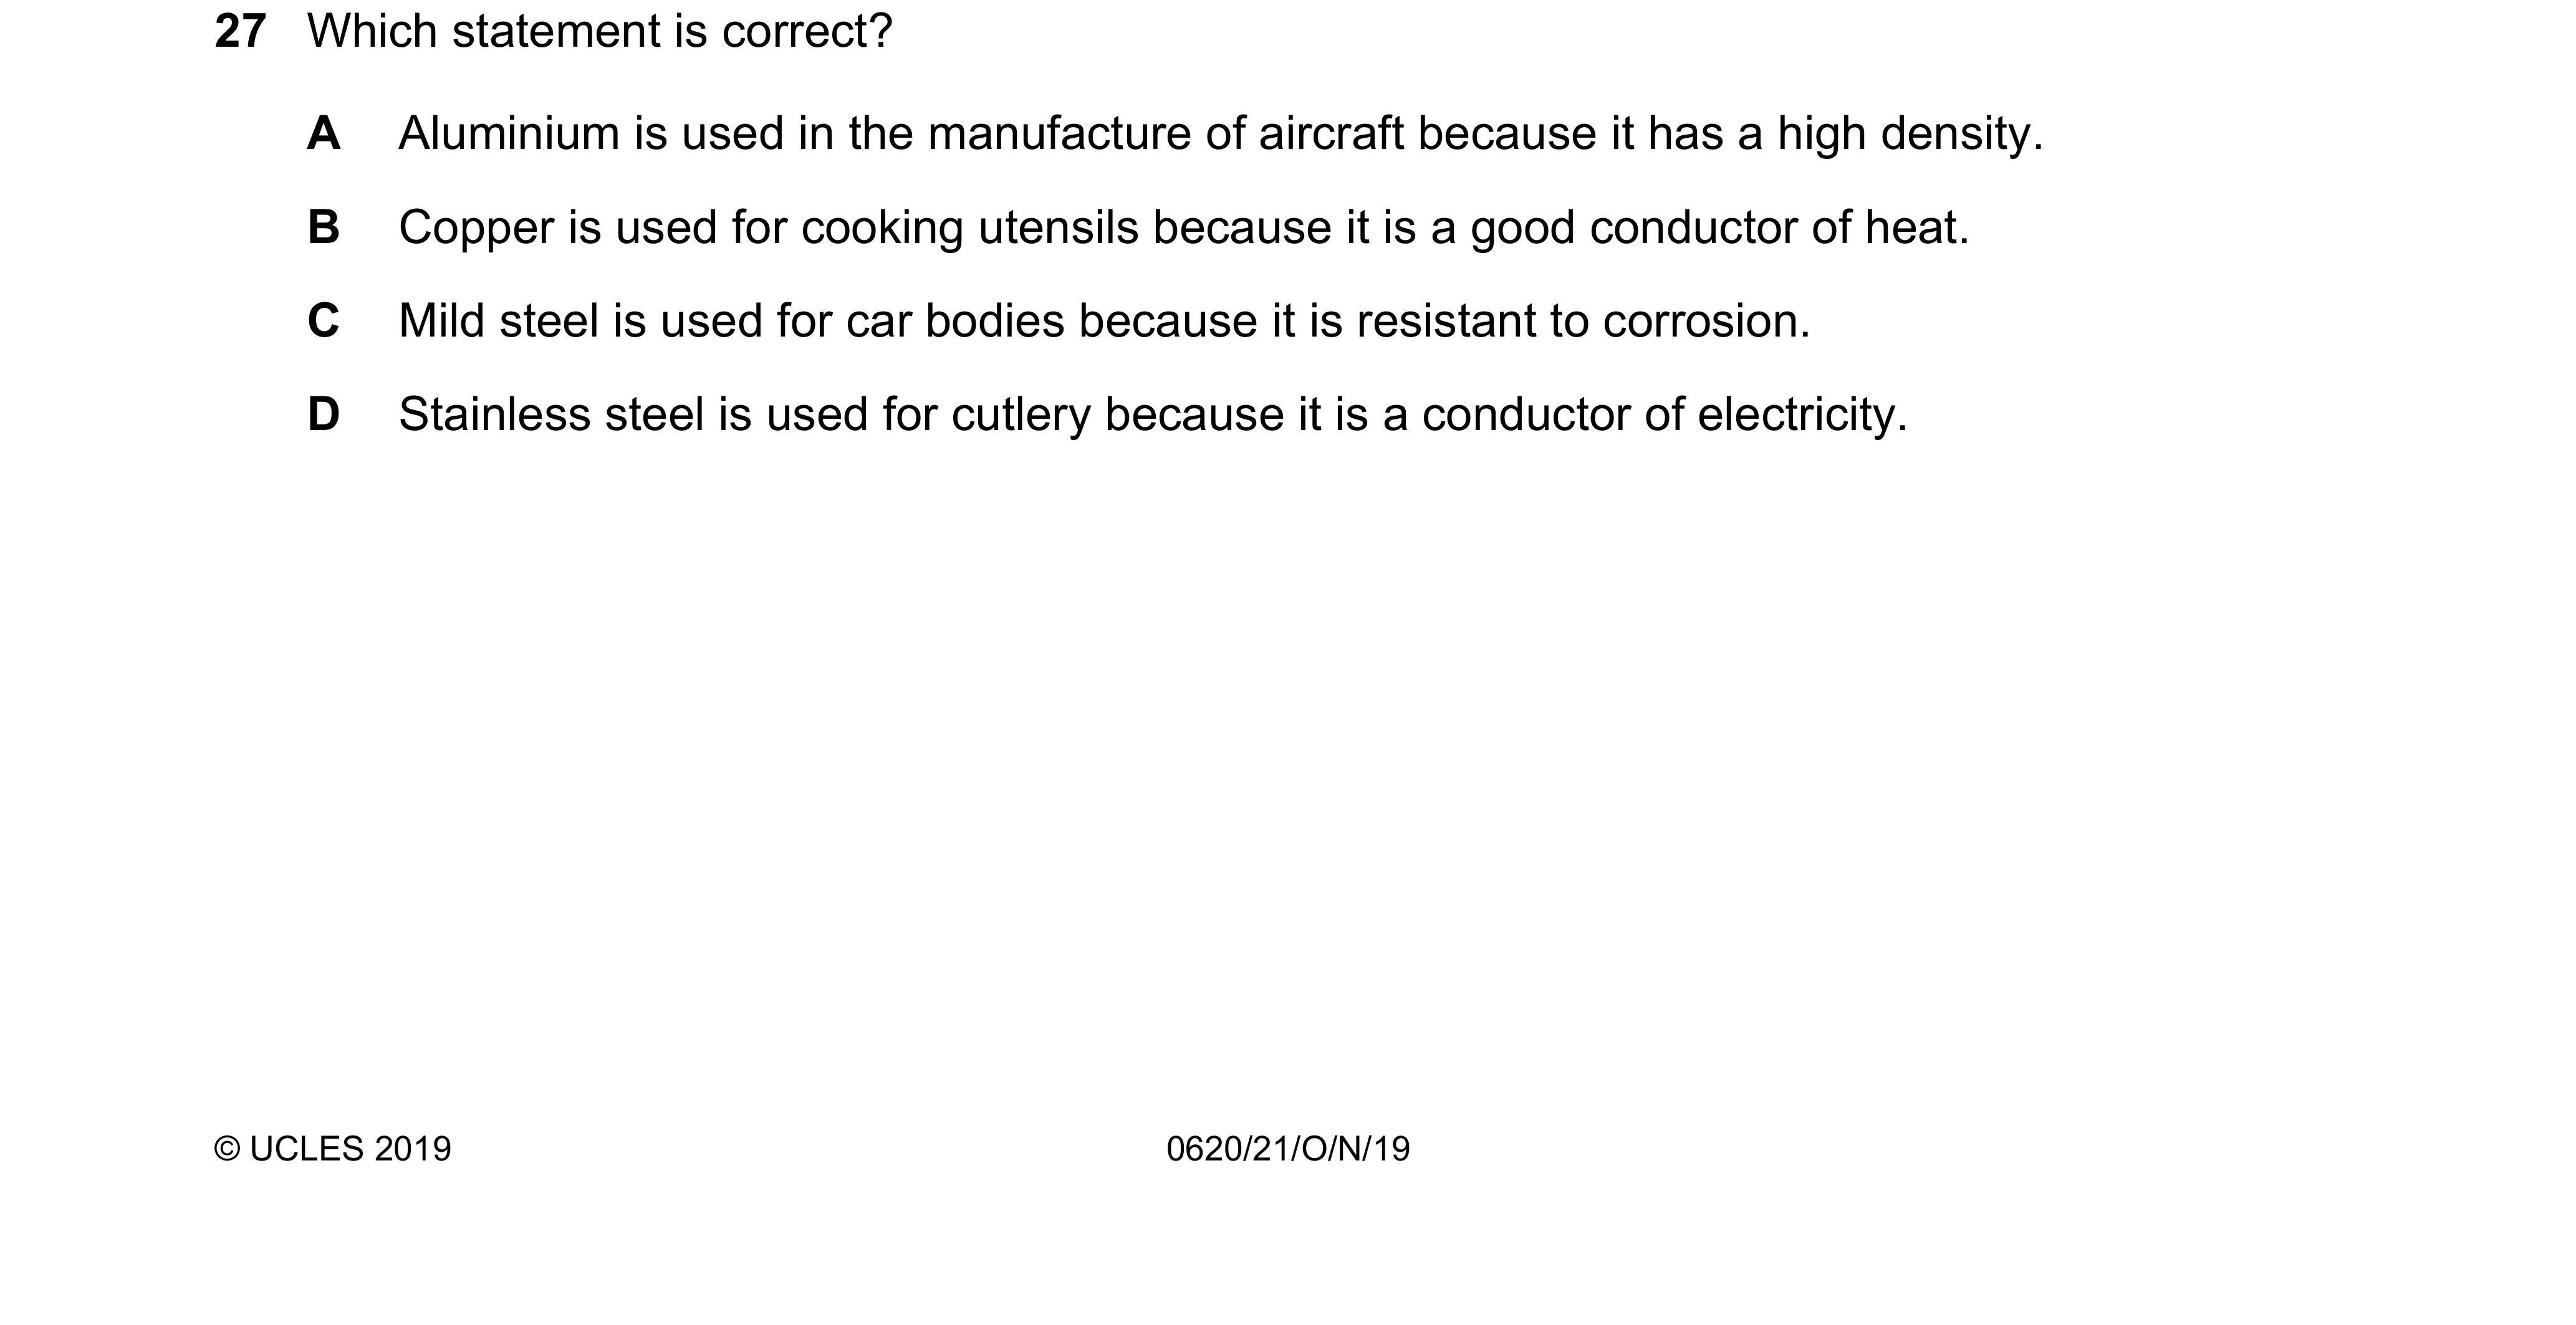 27 Which statement is correct?
A Aluminium is used in the manufacture of aircraft because it has a high density.
B Copper is used for cooking utensils because it is a good conductor of heat.
C Mild steel is used for car bodies because it is resistant to corrosion.
D Stainless steel is used for cutlery because it is a conductor of electricity.
© UCLES 2019 0620/21/O/N/19